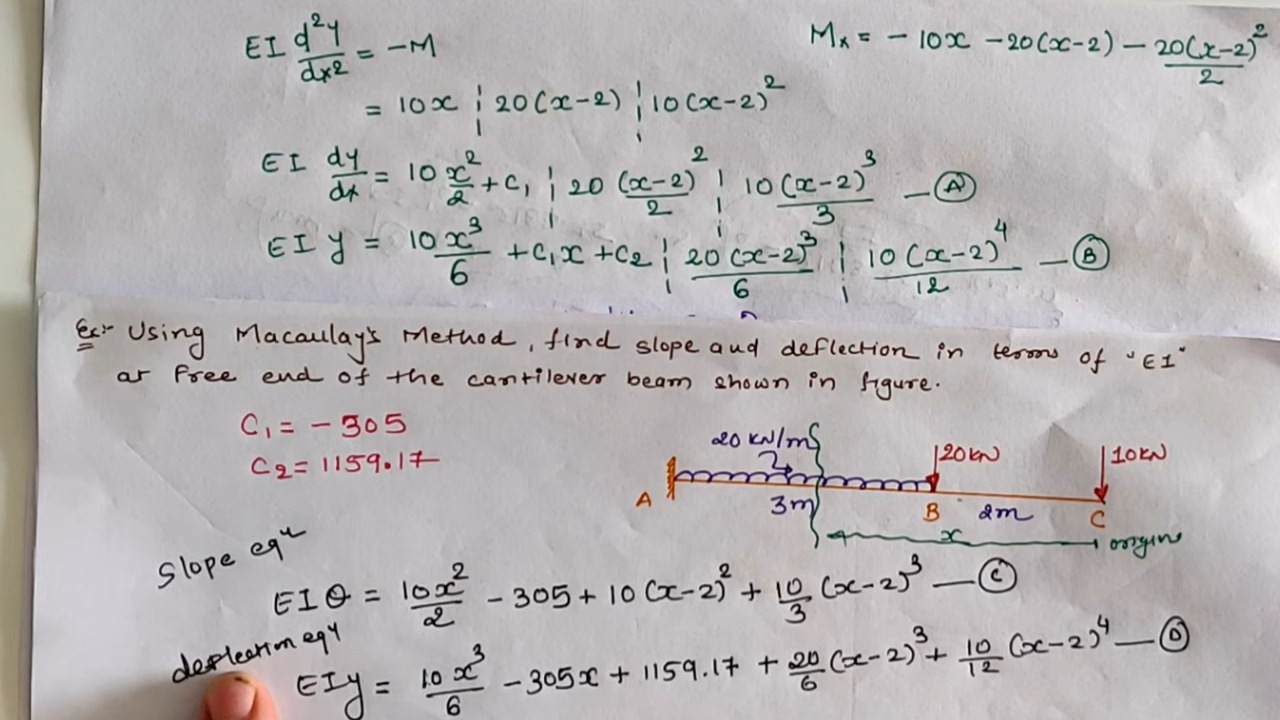 EI d²y/dx² = -M
Mx = - 10x - 20(x-2) - 20(x-2)²/2
= 10x ¦ 20(x-2) ¦ 10(x-2)²
EI dy/dx = 10 x²/2 + C₁ ¦ 20 (x-2)²/2 ¦ 10(x-2)³/3 — Ⓐ
EI y = 10x³/6 + C₁x + C₂ ¦ 20(x-2)³/6 ¦ 10(x-2)⁴/12 — Ⓑ
Ex:- Using Macaulay's Method, find slope and deflection in terms of "EI"
at free end of the cantilever beam shown in figure.
C₁ = - 305
C₂ = 1159.17
20 kN/m
20kN
10kN
A
3m
B
2m
C
x
origin
Slope eqⁿ
EIθ = 10x²/2 - 305 + 10(x-2)² + 10/3 (x-2)³ — Ⓒ
deflection eqⁿ
EIy = 10x³/6 - 305x + 1159.17 + 20/6 (x-2)³ + 10/12 (x-2)⁴ — Ⓓ